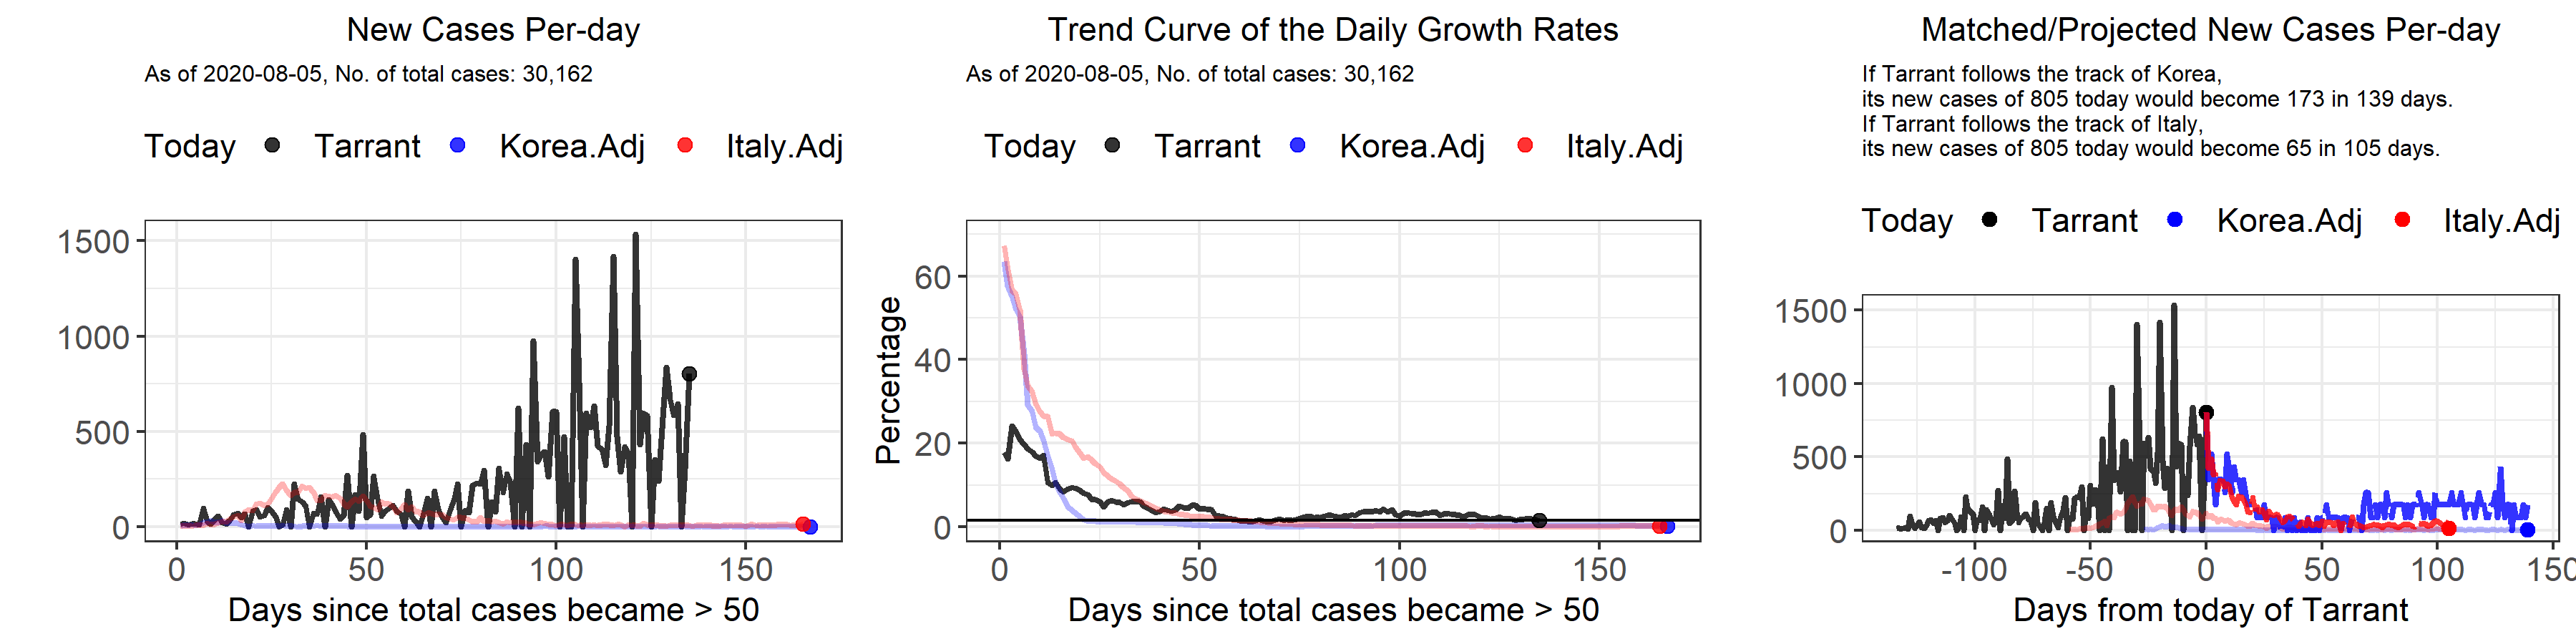 New Cases Per-day
As of 2020-08-05, No. of total cases: 30,162
Today Tarrant Korea.Adj Italy.Adj
1500
1000
500
0
0 50 100 150
Days since total cases became > 50
Trend Curve of the Daily Growth Rates
As of 2020-08-05, No. of total cases: 30,162
Today Tarrant Korea.Adj Italy.Adj
Percentage
60
40
20
0
0 50 100 150
Days since total cases became > 50
Matched/Projected New Cases Per-day
If Tarrant follows the track of Korea,
its new cases of 805 today would become 173 in 139 days.
If Tarrant follows the track of Italy,
its new cases of 805 today would become 65 in 105 days.
Today Tarrant Korea.Adj Italy.Adj
1500
1000
500
0
-100 -50 0 50 100 150
Days from today of Tarrant